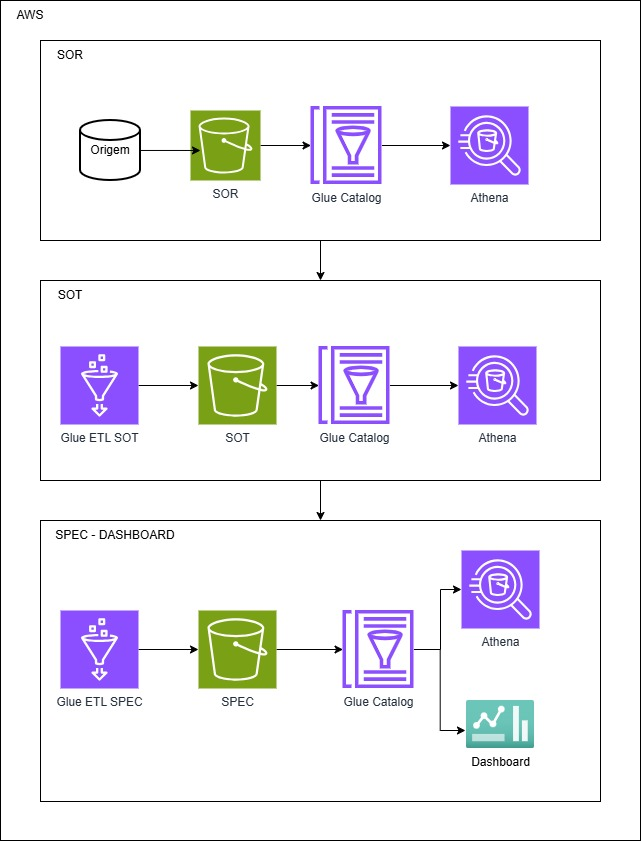 AWS
SOR
Origem
SOR
Glue Catalog
Athena
SOT
Glue ETL SOT
SOT
Glue Catalog
Athena
SPEC - DASHBOARD
Athena
Glue ETL SPEC
SPEC
Glue Catalog
Dashboard